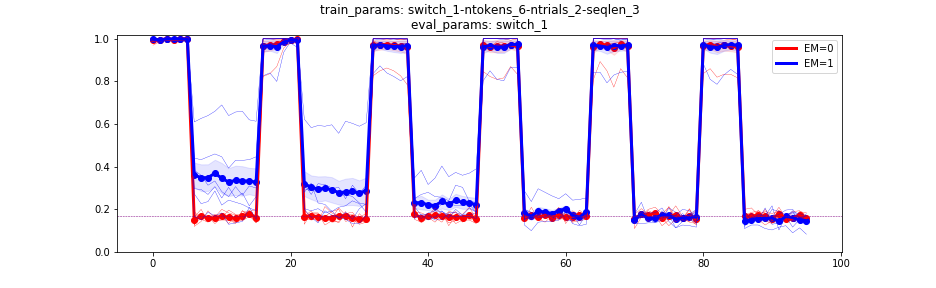 train_params: switch_1-ntokens_6-ntrials_2-seqlen_3
eval_params: switch_1
1.0
0.8
0.6
0.4
0.2
0.0
EM=0
EM=1
0 20 40 60 80 100